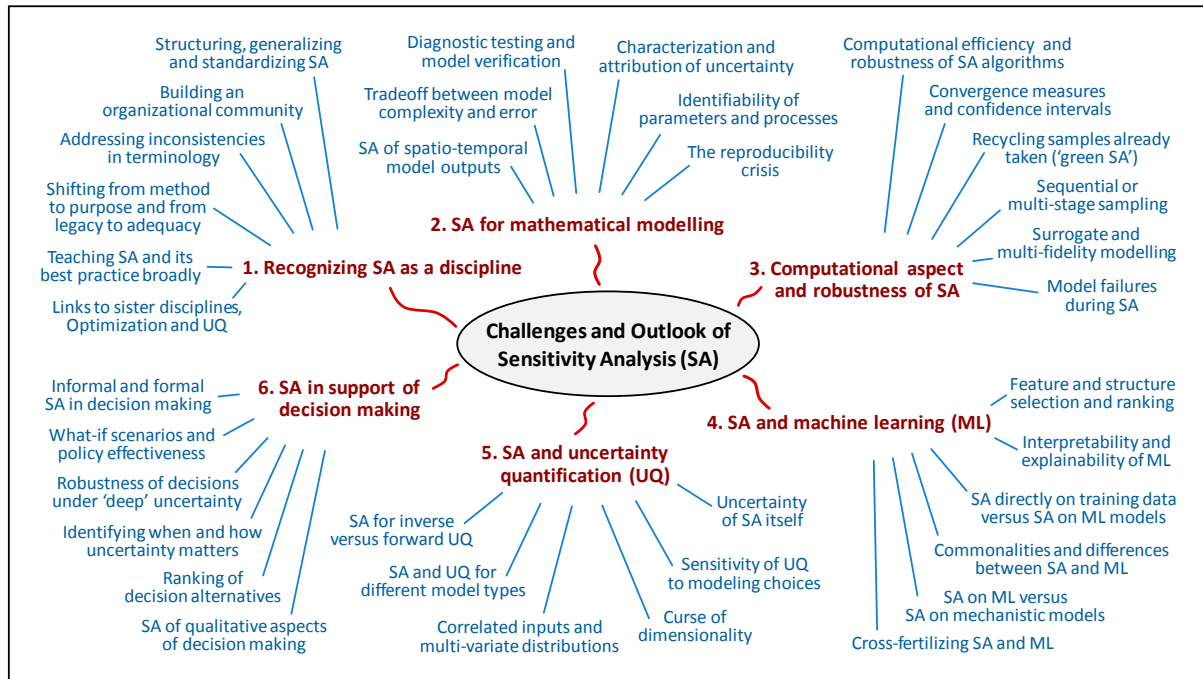 Challenges and Outlook of
Sensitivity Analysis (SA)
1. Recognizing SA as a discipline
Structuring, generalizing
and standardizing SA
Building an
organizational community
Addressing inconsistencies
in terminology
Shifting from method
to purpose and from
legacy to adequacy
Teaching SA and its
best practice broadly
Links to sister disciplines,
Optimization and UQ
2. SA for mathematical modelling
SA of spatio-temporal
model outputs
Tradeoff between model
complexity and error
Diagnostic testing and
model verification
Characterization and
attribution of uncertainty
Identifiability of
parameters and processes
The reproducibility
crisis
3. Computational aspect
and robustness of SA
Computational efficiency and
robustness of SA algorithms
Convergence measures
and confidence intervals
Recycling samples already
taken (‘green SA’)
Sequential or
multi-stage sampling
Surrogate and
multi-fidelity modelling
Model failures
during SA
4. SA and machine learning (ML)
Feature and structure
selection and ranking
Interpretability and
explainability of ML
SA directly on training data
versus SA on ML models
Commonalities and differences
between SA and ML
SA on ML versus
SA on mechanistic models
Cross-fertilizing SA and ML
5. SA and uncertainty
quantification (UQ)
Uncertainty
of SA itself
Sensitivity of UQ
to modeling choices
Curse of
dimensionality
Correlated inputs and
multi-variate distributions
SA and UQ for
different model types
SA for inverse
versus forward UQ
6. SA in support of
decision making
Informal and formal
SA in decision making
What-if scenarios and
policy effectiveness
Robustness of decisions
under ‘deep’ uncertainty
Identifying when and how
uncertainty matters
Ranking of
decision alternatives
SA of qualitative aspects
of decision making